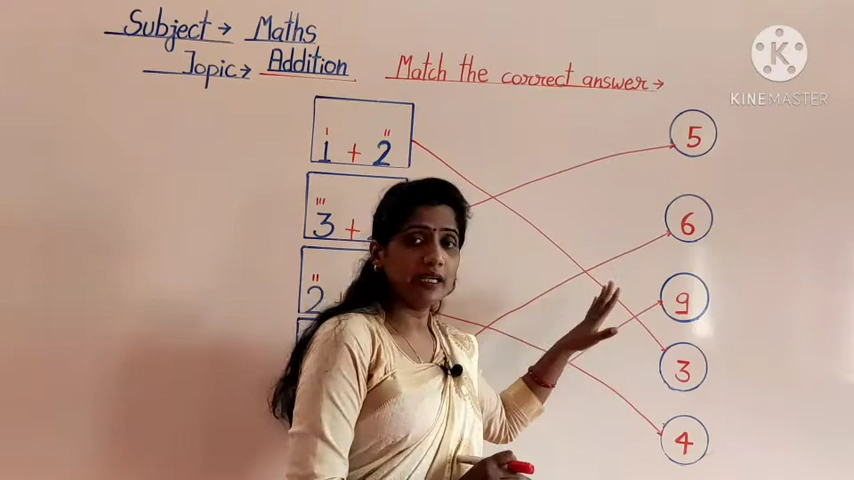 Subject → Maths
Topic → Addition
Match the correct answer →
K
KINEMASTER
1 + 2
3 +
2
5
6
9
3
4